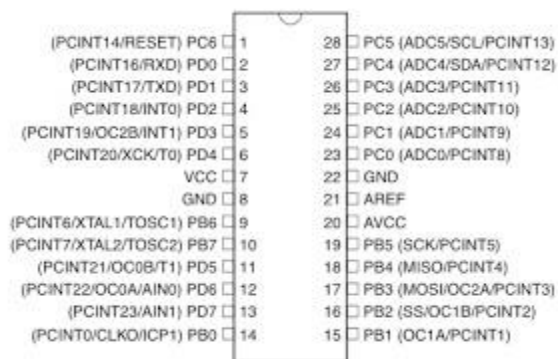 (PCINT14/RESET) PC6 1 28 PC5 (ADC5/SCL/PCINT13)
(PCINT16/RXD) PD0 2 27 PC4 (ADC4/SDA/PCINT12)
(PCINT17/TXD) PD1 3 26 PC3 (ADC3/PCINT11)
(PCINT18/INT0) PD2 4 25 PC2 (ADC2/PCINT10)
(PCINT19/OC2B/INT1) PD3 5 24 PC1 (ADC1/PCINT9)
(PCINT20/XCK/T0) PD4 6 23 PC0 (ADC0/PCINT8)
VCC 7 22 GND
GND 8 21 AREF
(PCINT6/XTAL1/TOSC1) PB6 9 20 AVCC
(PCINT7/XTAL2/TOSC2) PB7 10 19 PB5 (SCK/PCINT5)
(PCINT21/OC0B/T1) PD5 11 18 PB4 (MISO/PCINT4)
(PCINT22/OC0A/AIN0) PD6 12 17 PB3 (MOSI/OC2A/PCINT3)
(PCINT23/AIN1) PD7 13 16 PB2 (SS/OC1B/PCINT2)
(PCINT0/CLKO/ICP1) PB0 14 15 PB1 (OC1A/PCINT1)